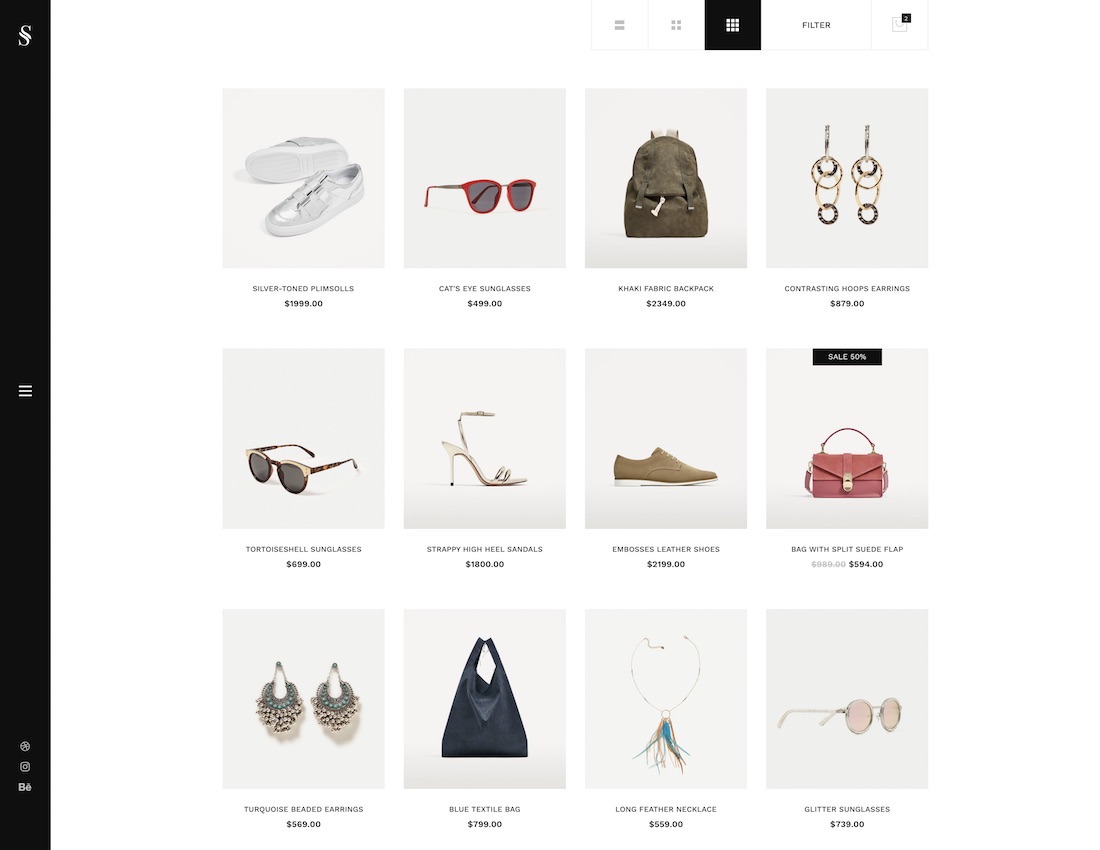 SS
FILTER
2
SILVER-TONED PLIMSOLLS
$1999.00
CAT'S EYE SUNGLASSES
$499.00
KHAKI FABRIC BACKPACK
$2349.00
CONTRASTING HOOPS EARRINGS
$879.00
TORTOISESHELL SUNGLASSES
$699.00
STRAPPY HIGH HEEL SANDALS
$1800.00
EMBOSSES LEATHER SHOES
$2199.00
SALE 50%
BAG WITH SPLIT SUEDE FLAP
$989.00 $594.00
TURQUOISE BEADED EARRINGS
$569.00
BLUE TEXTILE BAG
$799.00
LONG FEATHER NECKLACE
$559.00
GLITTER SUNGLASSES
$739.00
Bē